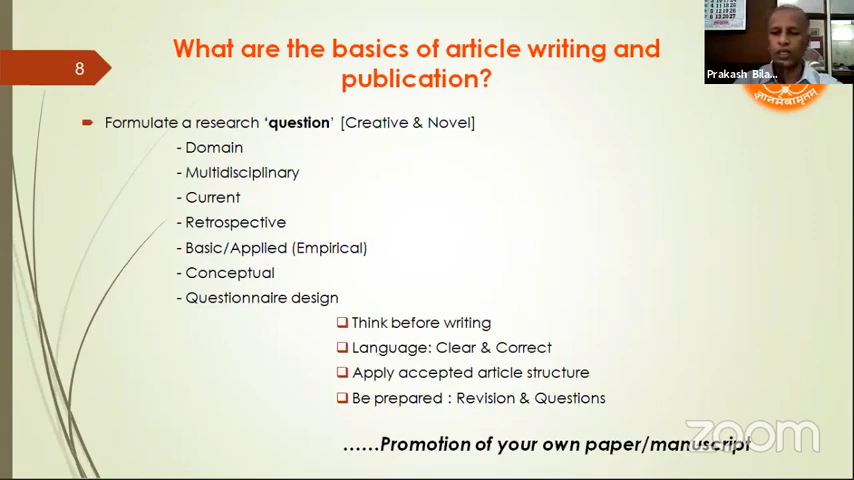 8
What are the basics of article writing and
publication?
Prakash Bila...
ज्ञानमेवामृतम्
Formulate a research ‘question’ [Creative & Novel]
- Domain
- Multidisciplinary
- Current
- Retrospective
- Basic/Applied (Empirical)
- Conceptual
- Questionnaire design
Think before writing
Language: Clear & Correct
Apply accepted article structure
Be prepared : Revision & Questions
......Promotion of your own paper/manuscript
zoom